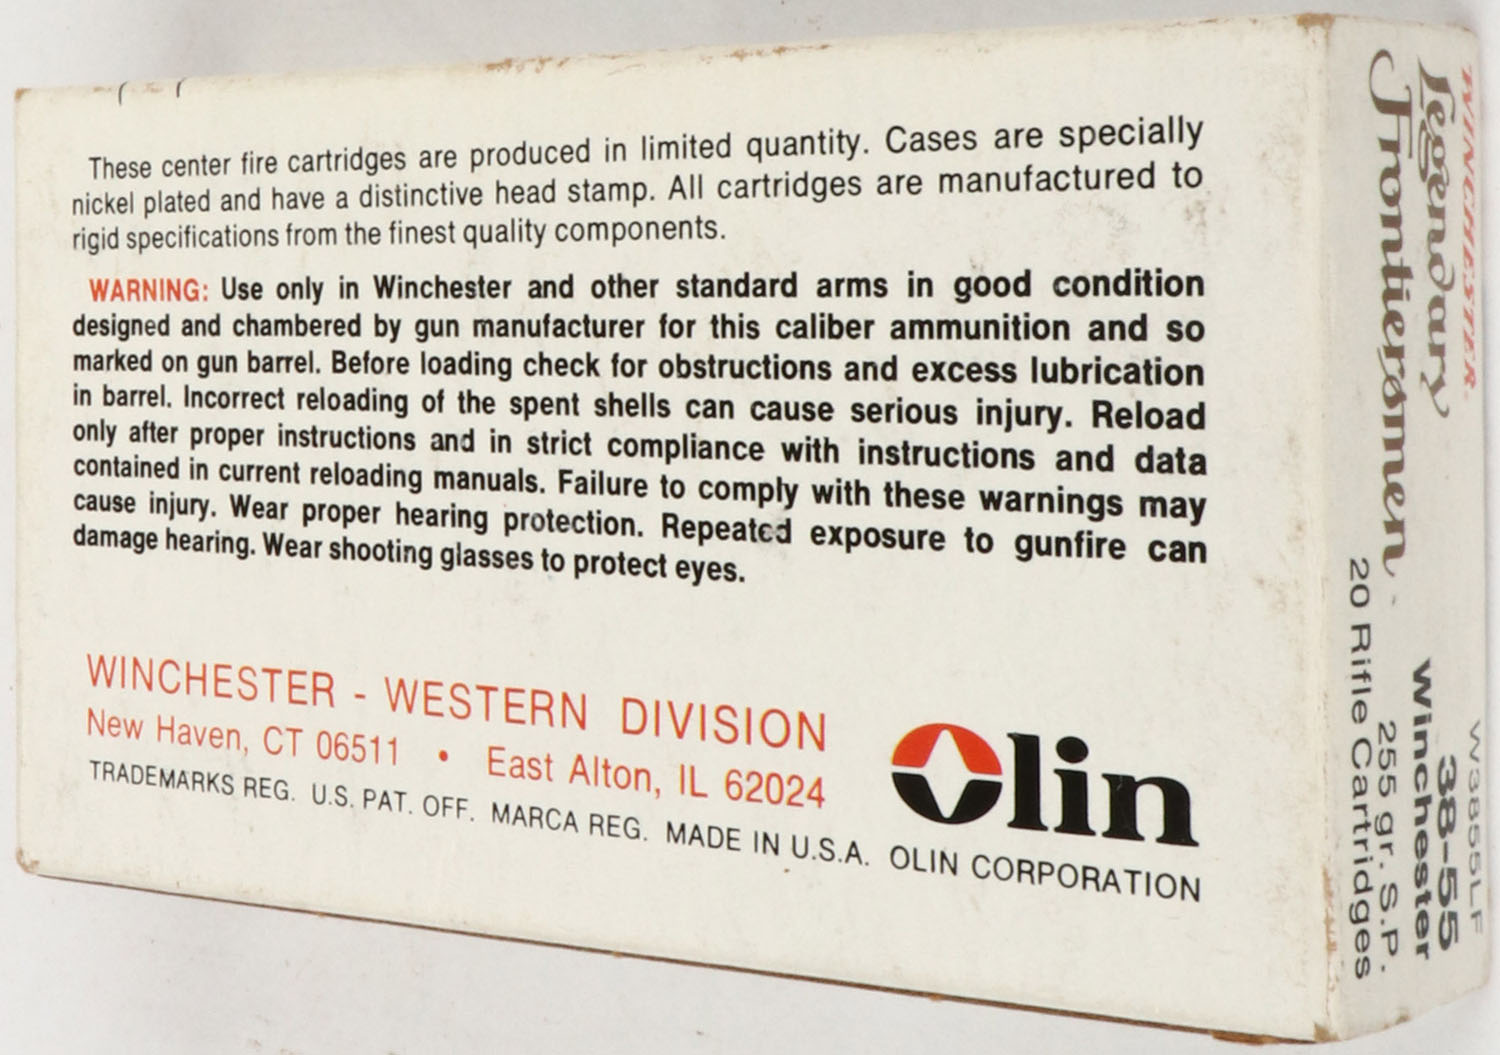 These center fire cartridges are produced in limited quantity. Cases are specially
nickel plated and have a distinctive head stamp. All cartridges are manufactured to
rigid specifications from the finest quality components.
WARNING: Use only in Winchester and other standard arms in good condition
designed and chambered by gun manufacturer for this caliber ammunition and so
marked on gun barrel. Before loading check for obstructions and excess lubrication
in barrel. Incorrect reloading of the spent shells can cause serious injury. Reload
only after proper instructions and in strict compliance with instructions and data
contained in current reloading manuals. Failure to comply with these warnings may
cause injury. Wear proper hearing protection. Repeated exposure to gunfire can
damage hearing. Wear shooting glasses to protect eyes.
WINCHESTER - WESTERN DIVISION
New Haven, CT 06511 • East Alton, IL 62024
TRADEMARKS REG. U.S. PAT. OFF. MARCA REG. MADE IN U.S.A. OLIN CORPORATION
Olin
WINCHESTER
Legendary
Frontiersmen
W3855LF
38-55
Winchester
255 gr. S.P.
20 Rifle Cartridges